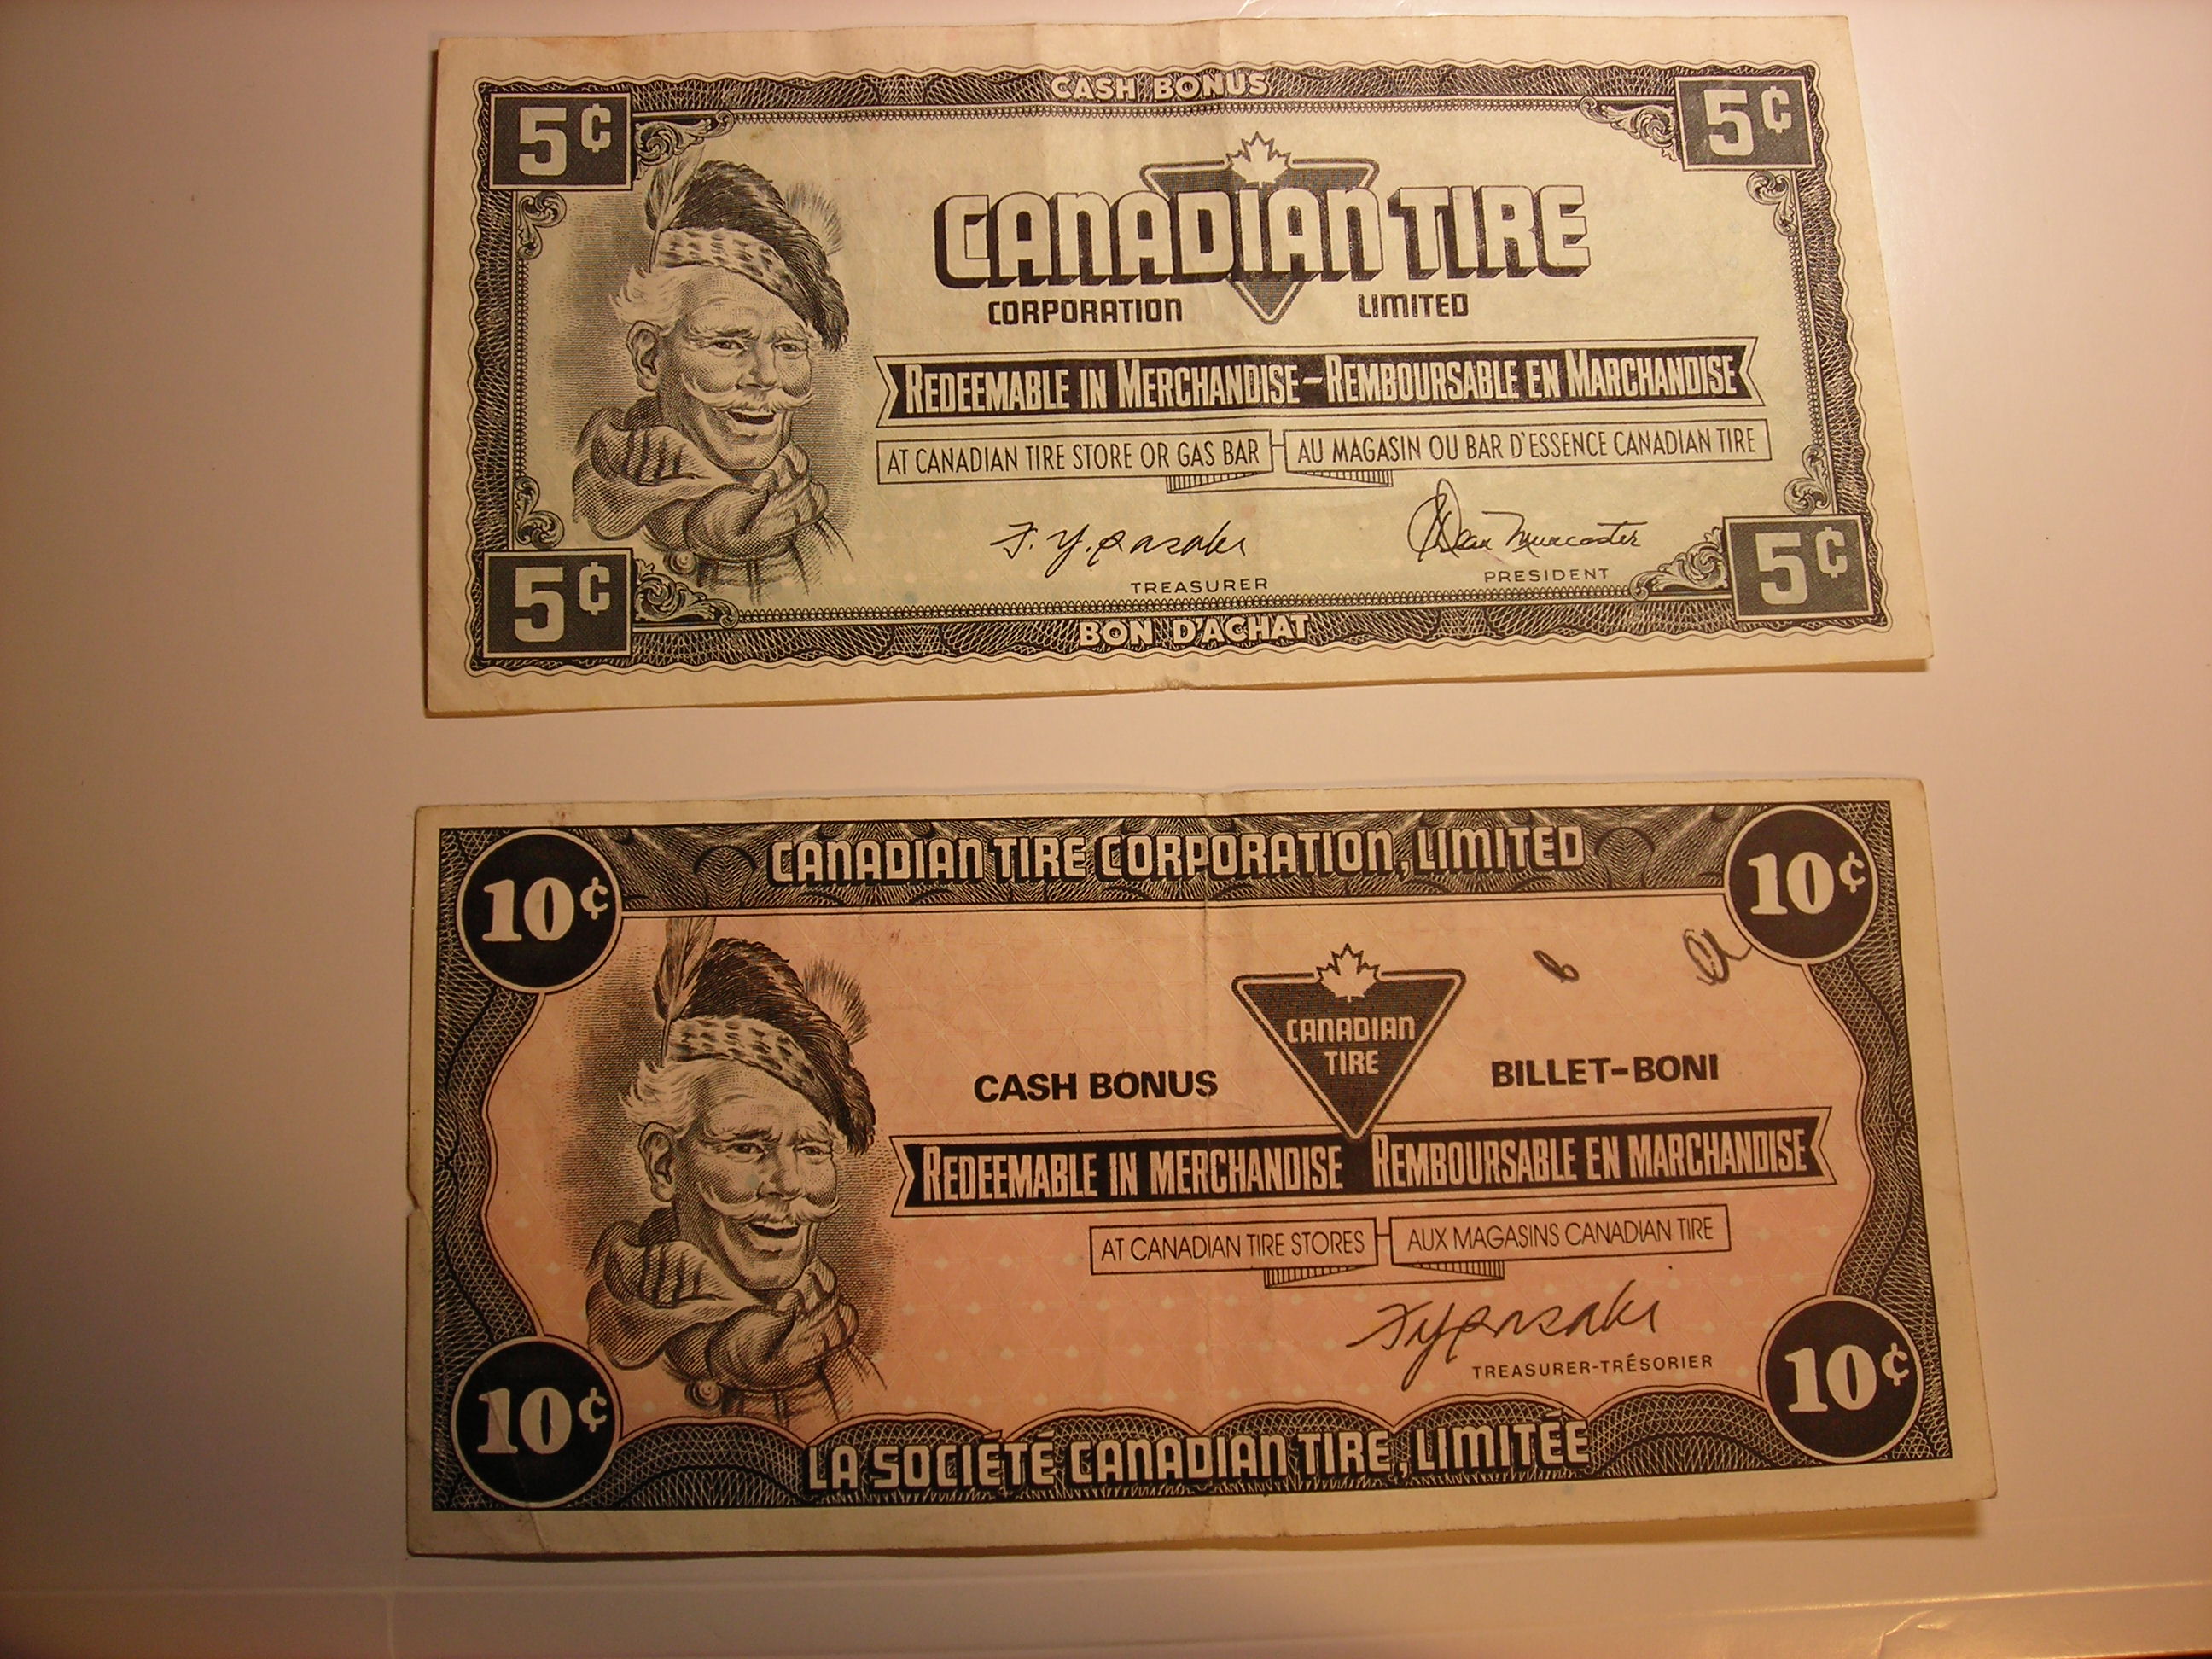 CASH BONUS
5¢ 5¢
CANADIAN TIRE
CORPORATION LIMITED
REDEEMABLE IN MERCHANDISE-REMBOURSABLE EN MARCHANDISE
AT CANADIAN TIRE STORE OR GAS BAR AU MAGASIN OU BAR D'ESSENCE CANADIAN TIRE
TREASURER PRESIDENT
5¢ 5¢
BON D'ACHAT
CANADIAN TIRE CORPORATION, LIMITED
10¢ 10¢
CANADIAN
TIRE
CASH BONUS BILLET-BONI
REDEEMABLE IN MERCHANDISE REMBOURSABLE EN MARCHANDISE
AT CANADIAN TIRE STORES AUX MAGASINS CANADIAN TIRE
TREASURER-TRÉSORIER
10¢ 10¢
LA SOCIÉTÉ CANADIAN TIRE, LIMITÉE